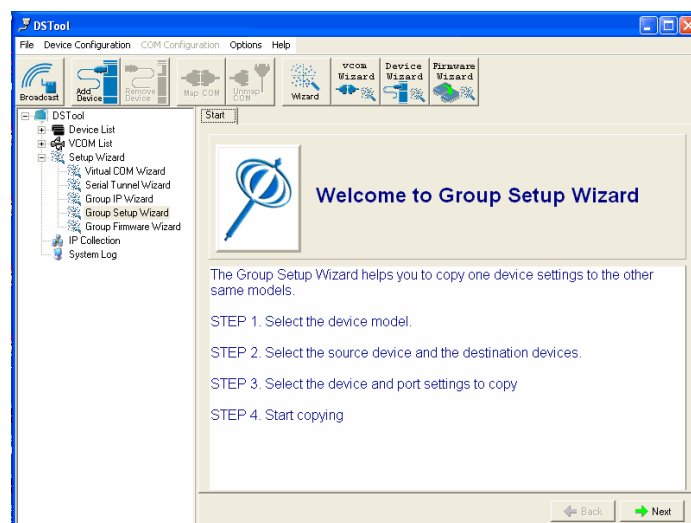 DSTool
File Device Configuration COM Configuration Options Help
Broadcast
Add Device
Remove Device
Map COM
Unmap COM
Wizard
vcom Wizard
Device Wizard
Firmware Wizard
DSTool
Device List
VCOM List
Setup Wizard
Virtual COM Wizard
Serial Tunnel Wizard
Group IP Wizard
Group Setup Wizard
Group Firmware Wizard
IP Collection
System Log
Start
Welcome to Group Setup Wizard
The Group Setup Wizard helps you to copy one device settings to the other
same models.
STEP 1. Select the device model.
STEP 2. Select the source device and the destination devices.
STEP 3. Select the device and port settings to copy
STEP 4. Start copying
Back
Next